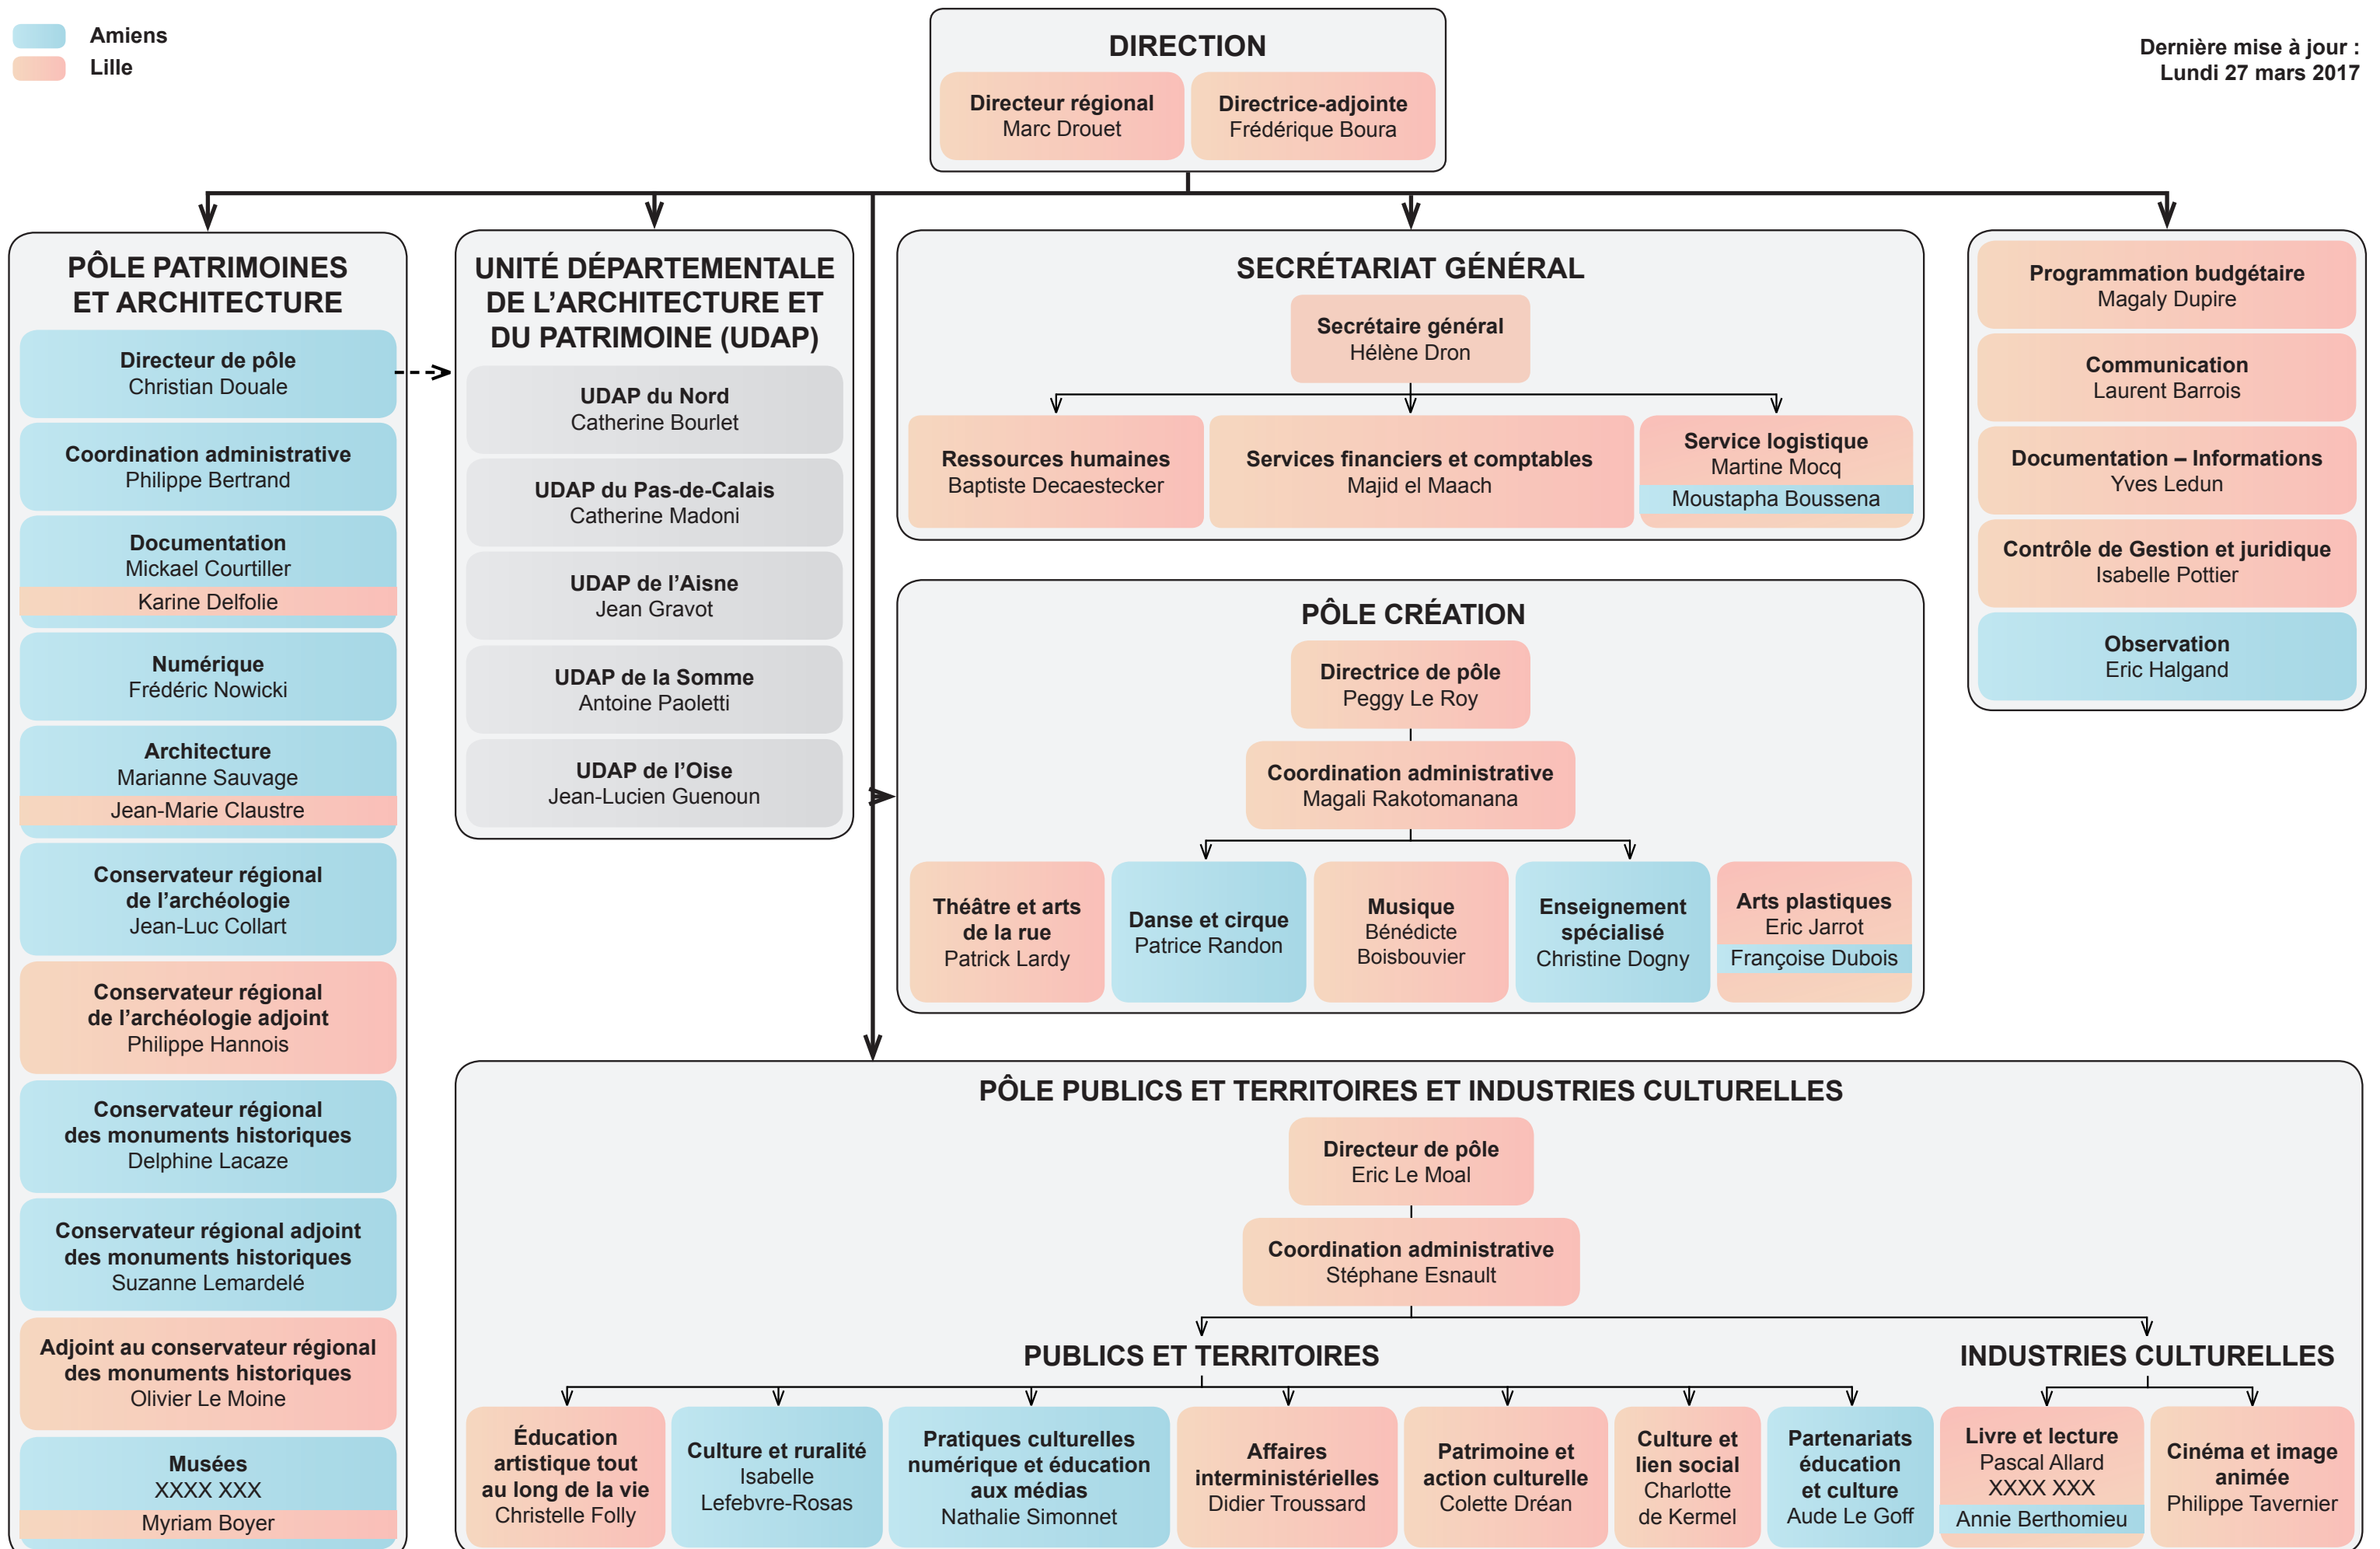 Amiens
Lille
Dernière mise à jour :
Lundi 27 mars 2017
DIRECTION
Directeur régional
Marc Drouet
Directrice-adjointe
Frédérique Boura
PÔLE PATRIMOINES
ET ARCHITECTURE
Directeur de pôle
Christian Douale
Coordination administrative
Philippe Bertrand
Documentation
Mickael Courtiller
Karine Delfolie
Numérique
Frédéric Nowicki
Architecture
Marianne Sauvage
Jean-Marie Claustre
Conservateur régional
de l'archéologie
Jean-Luc Collart
Conservateur régional
de l'archéologie adjoint
Philippe Hannois
Conservateur régional
des monuments historiques
Delphine Lacaze
Conservateur régional adjoint
des monuments historiques
Suzanne Lemardelé
Adjoint au conservateur régional
des monuments historiques
Olivier Le Moine
Musées
XXXX XXX
Myriam Boyer
UNITÉ DÉPARTEMENTALE
DE L'ARCHITECTURE ET
DU PATRIMOINE (UDAP)
UDAP du Nord
Catherine Bourlet
UDAP du Pas-de-Calais
Catherine Madoni
UDAP de l'Aisne
Jean Gravot
UDAP de la Somme
Antoine Paoletti
UDAP de l'Oise
Jean-Lucien Guenoun
SECRÉTARIAT GÉNÉRAL
Secrétaire général
Hélène Dron
Ressources humaines
Baptiste Decaestecker
Services financiers et comptables
Majid el Maach
Service logistique
Martine Mocq
Moustapha Boussena
PÔLE CRÉATION
Directrice de pôle
Peggy Le Roy
Coordination administrative
Magali Rakotomanana
Théâtre et arts
de la rue
Patrick Lardy
Danse et cirque
Patrice Randon
Musique
Bénédicte
Boisbouvier
Enseignement
spécialisé
Christine Dogny
Arts plastiques
Eric Jarrot
Françoise Dubois
Programmation budgétaire
Magaly Dupire
Communication
Laurent Barrois
Documentation – Informations
Yves Ledun
Contrôle de Gestion et juridique
Isabelle Pottier
Observation
Eric Halgand
PÔLE PUBLICS ET TERRITOIRES ET INDUSTRIES CULTURELLES
Directeur de pôle
Eric Le Moal
Coordination administrative
Stéphane Esnault
PUBLICS ET TERRITOIRES
Éducation
artistique tout
au long de la vie
Christelle Folly
Culture et ruralité
Isabelle
Lefebvre-Rosas
Pratiques culturelles
numérique et éducation
aux médias
Nathalie Simonnet
Affaires
interministérielles
Didier Troussard
Patrimoine et
action culturelle
Colette Dréan
Culture et
lien social
Charlotte
de Kermel
Partenariats
éducation
et culture
Aude Le Goff
INDUSTRIES CULTURELLES
Livre et lecture
Pascal Allard
XXXX XXX
Annie Berthomieu
Cinéma et image
animée
Philippe Tavernier